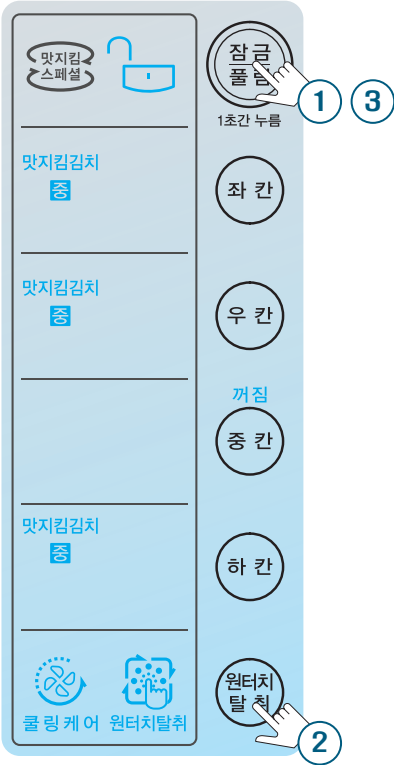 맛지킴
스페셜
잠금
풀림
1초간 누름
1 3
맛지킴김치
중
좌 칸
맛지킴김치
중
우 칸
꺼짐
중 칸
맛지킴김치
중
하 칸
쿨링케어
원터치탈취
원터치
탈 취
2